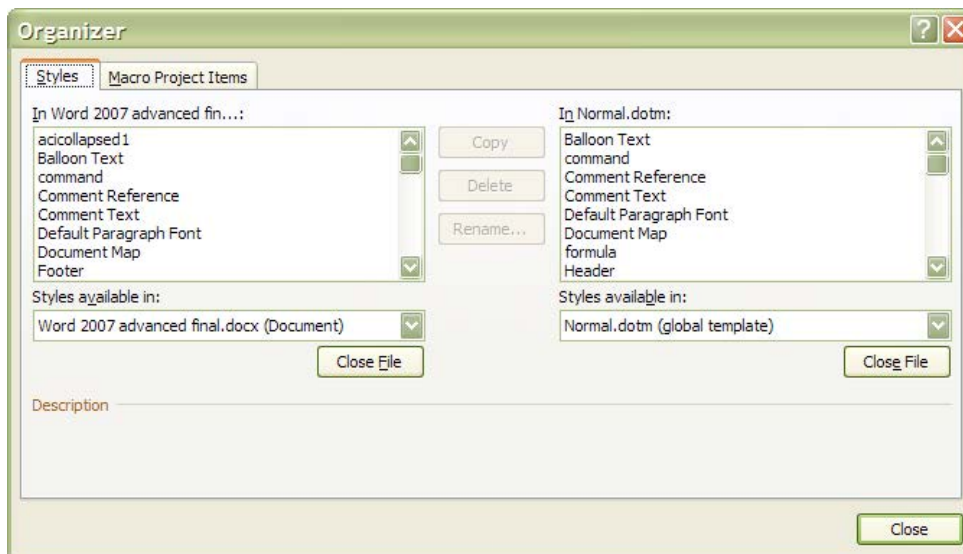 Organizer
Styles
Macro Project Items
In Word 2007 advanced fin...:
acicollapsed1
Balloon Text
command
Comment Reference
Comment Text
Default Paragraph Font
Document Map
Footer
Copy
Delete
Rename...
In Normal.dotm:
Balloon Text
command
Comment Reference
Comment Text
Default Paragraph Font
Document Map
formula
Header
Styles available in:
Word 2007 advanced final.docx (Document)
Close File
Styles available in:
Normal.dotm (global template)
Close File
Description
Close